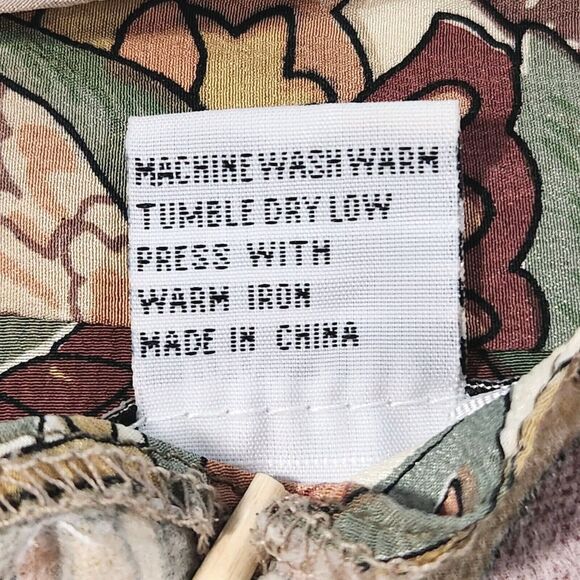 MACHINE WASH WARM
TUMBLE DRY LOW
PRESS WITH
WARM IRON
MADE IN CHINA